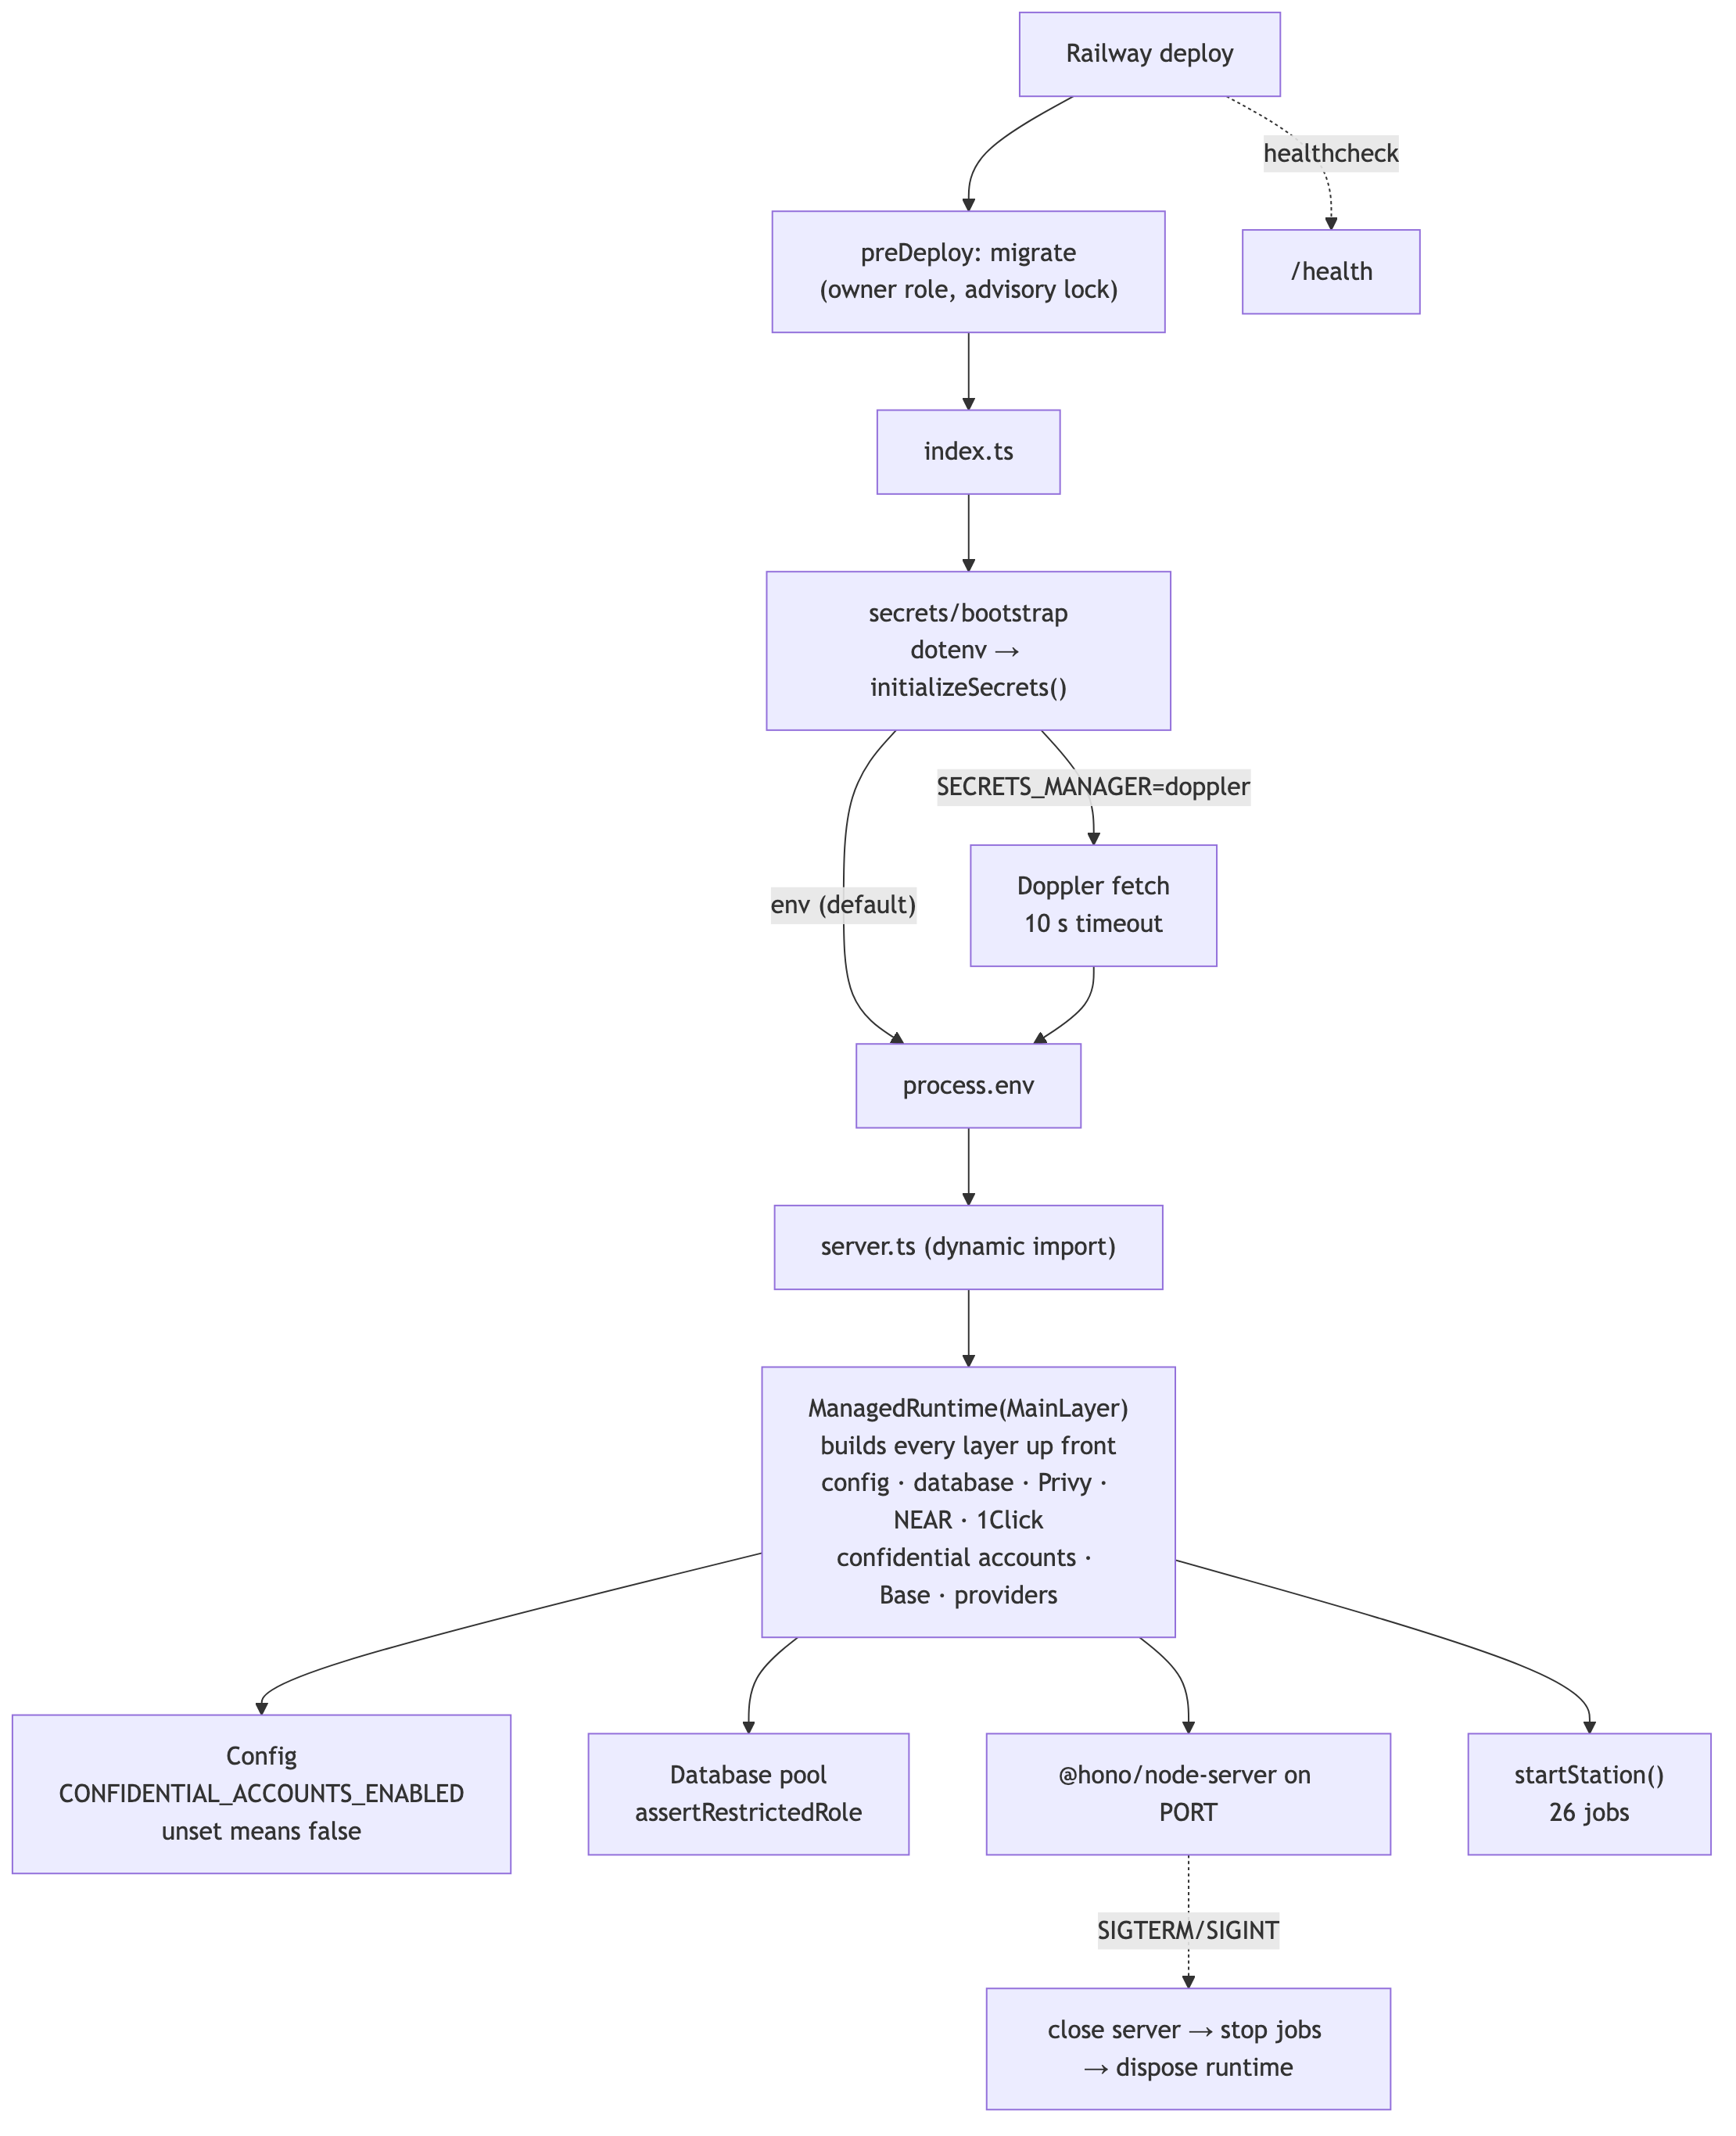 Railway deploy
healthcheck
preDeploy: migrate
(owner role, advisory lock)
/health
index.ts
secrets/bootstrap
dotenv →
initializeSecrets()
SECRETS_MANAGER=doppler
Doppler fetch
10 s timeout
env (default)
process.env
server.ts (dynamic import)
ManagedRuntime(MainLayer)
builds every layer up front
config · database · Privy ·
NEAR · 1Click
confidential accounts ·
Base · providers
Config
CONFIDENTIAL_ACCOUNTS_ENABLED
unset means false
Database pool
assertRestrictedRole
@hono/node-server on
PORT
startStation()
26 jobs
SIGTERM/SIGINT
close server → stop jobs
→ dispose runtime